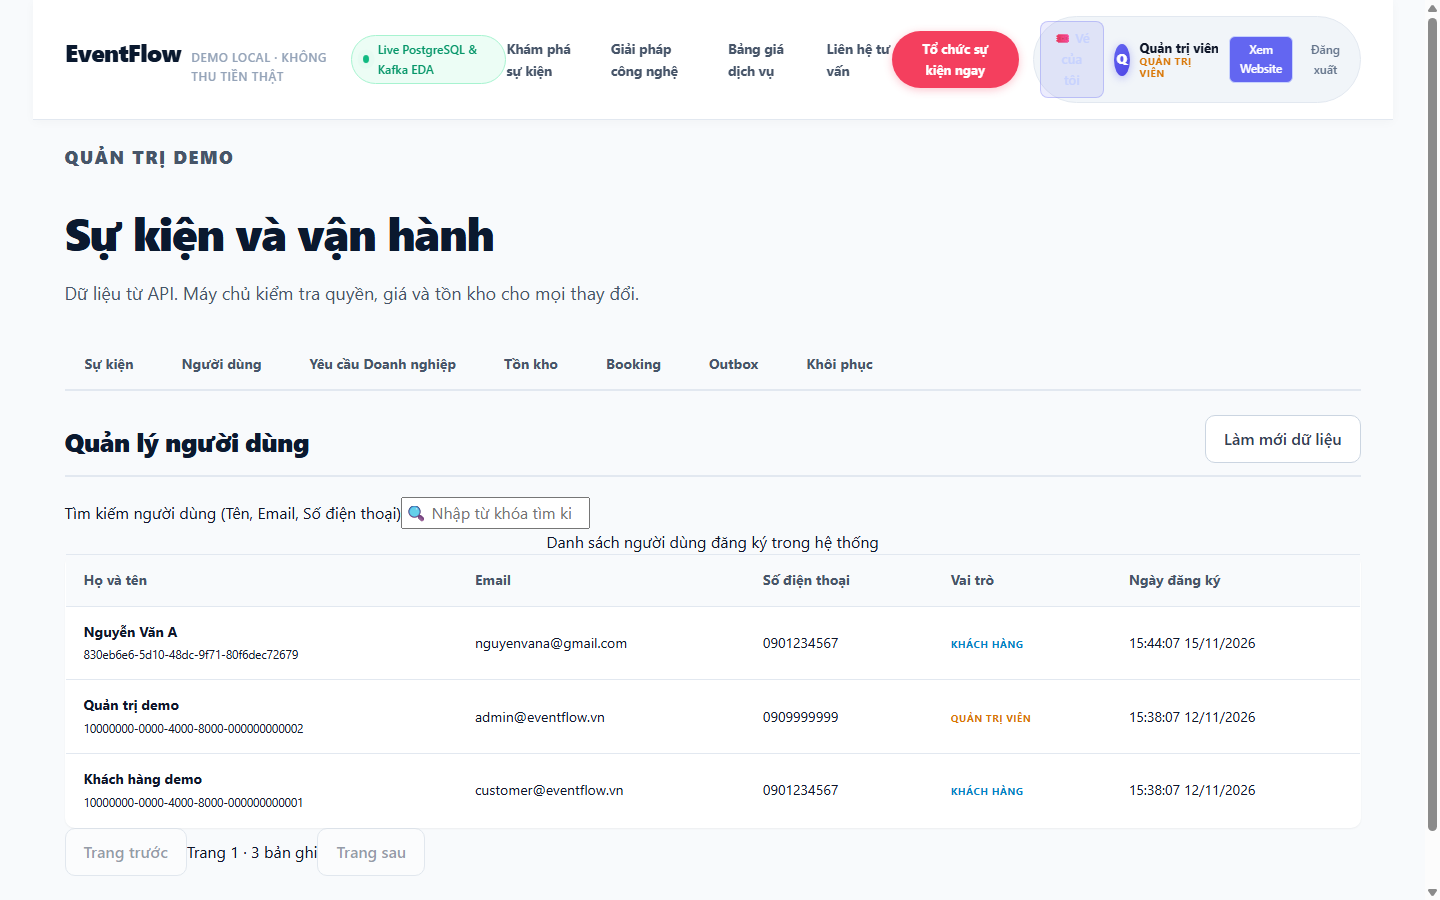 EventFlow
DEMO LOCAL · KHÔNG
THU TIỀN THẬT
Live PostgreSQL &
Kafka EDA
Khám phá
sự kiện
Giải pháp
công nghệ
Bảng giá
dịch vụ
Liên hệ tư
vấn
Tổ chức sự
kiện ngay
Vé
của
tôi
Q
Quản trị viên
QUẢN TRỊ
VIÊN
Xem
Website
Đăng
xuất
QUẢN TRỊ DEMO
Sự kiện và vận hành
Dữ liệu từ API. Máy chủ kiểm tra quyền, giá và tồn kho cho mọi thay đổi.
Sự kiện Người dùng Yêu cầu Doanh nghiệp Tồn kho Booking Outbox Khôi phục
Quản lý người dùng
Làm mới dữ liệu
Tìm kiếm người dùng (Tên, Email, Số điện thoại) Nhập từ khóa tìm ki
Danh sách người dùng đăng ký trong hệ thống
Họ và tên Email Số điện thoại Vai trò Ngày đăng ký
Nguyễn Văn A
830eb6e6-5d10-48dc-9f71-80f6dec72679
nguyenvana@gmail.com 0901234567 KHÁCH HÀNG 15:44:07 15/11/2026
Quản trị demo
10000000-0000-4000-8000-000000000002
admin@eventflow.vn 0909999999 QUẢN TRỊ VIÊN 15:38:07 12/11/2026
Khách hàng demo
10000000-0000-4000-8000-000000000001
customer@eventflow.vn 0901234567 KHÁCH HÀNG 15:38:07 12/11/2026
Trang trước Trang 1 · 3 bản ghi Trang sau